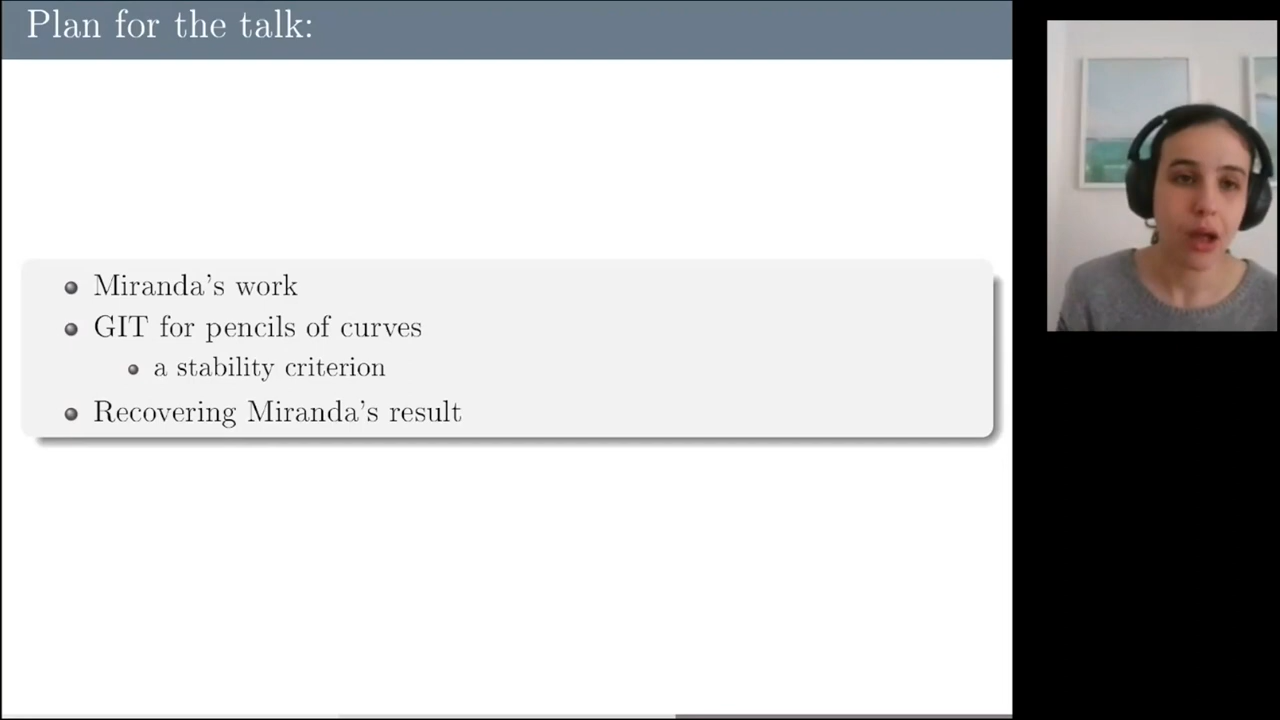 Plan for the talk:
Miranda's work
GIT for pencils of curves
a stability criterion
Recovering Miranda's result